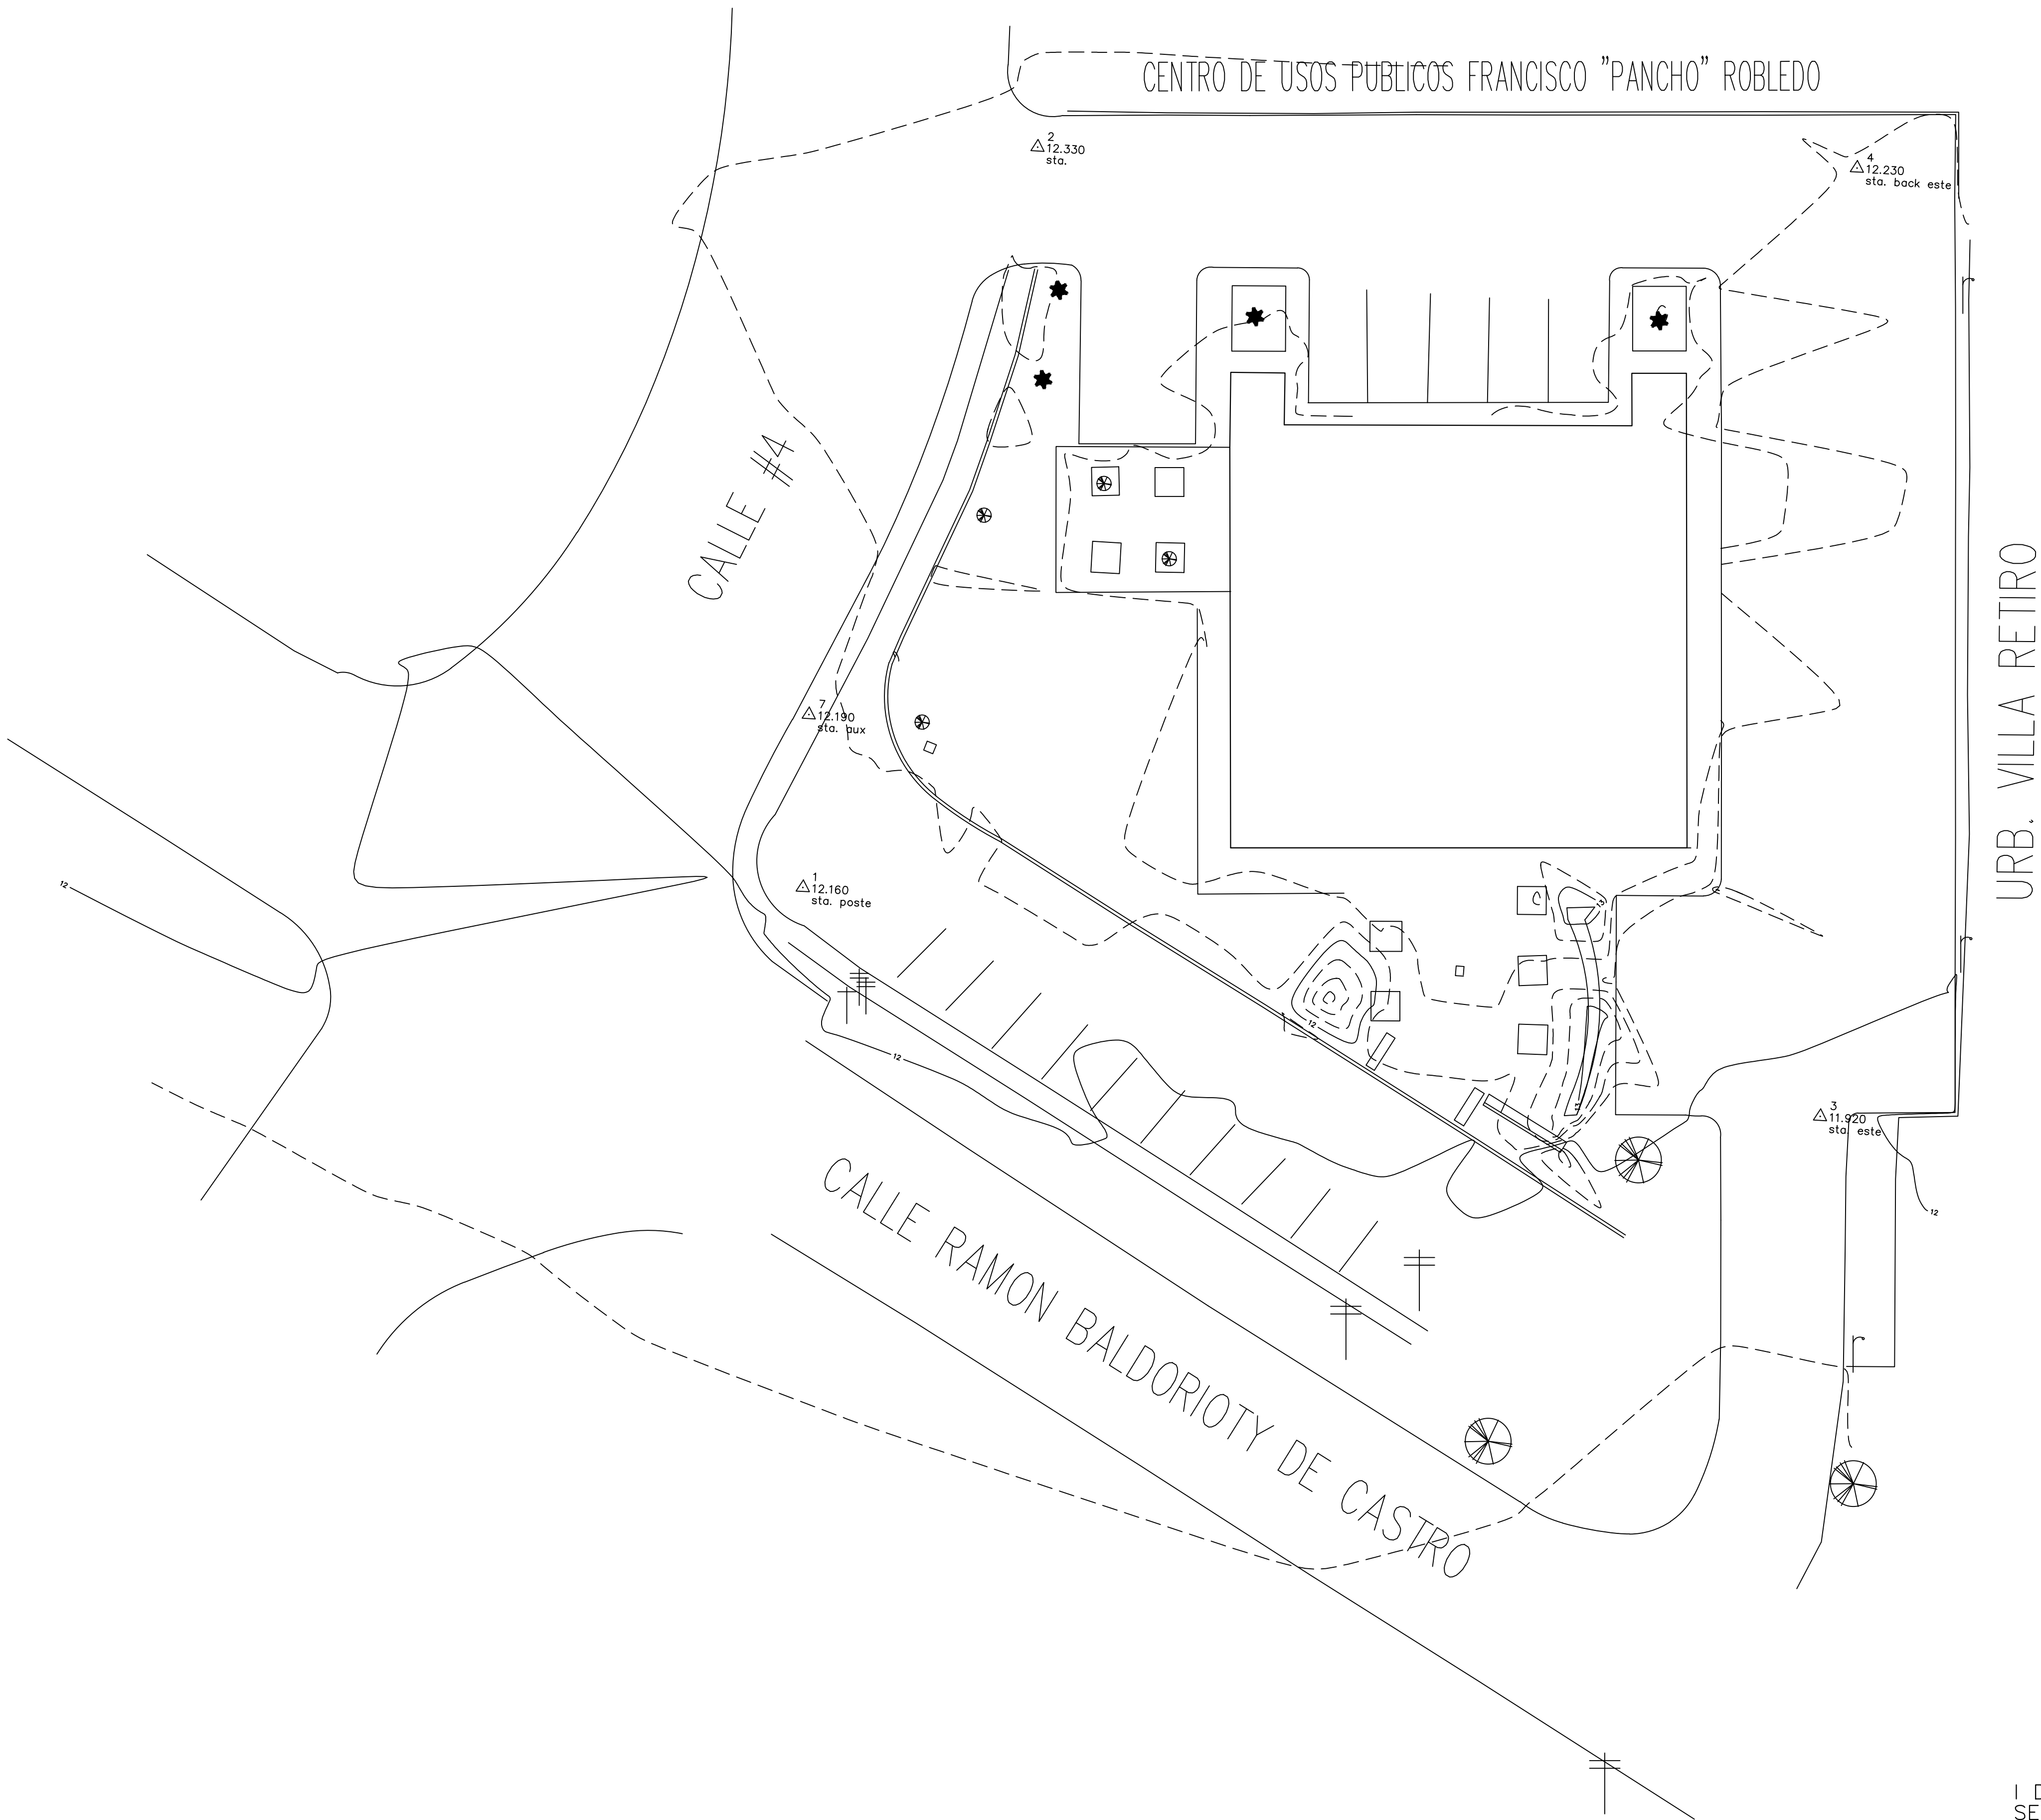 CENTRO DE USOS PUBLICOS FRANCISCO "PANCHO" ROBLEDO
2
12.330
sta.
4
12.230
sta. back este
CALLE #4
URB. VILLA RETIRO
7
12.190
sta. aux
1
12.160
sta. poste
12
13
12
12
3
11.920
sta. este
12
CALLE RAMON BALDORIOTY DE CASTRO
SE